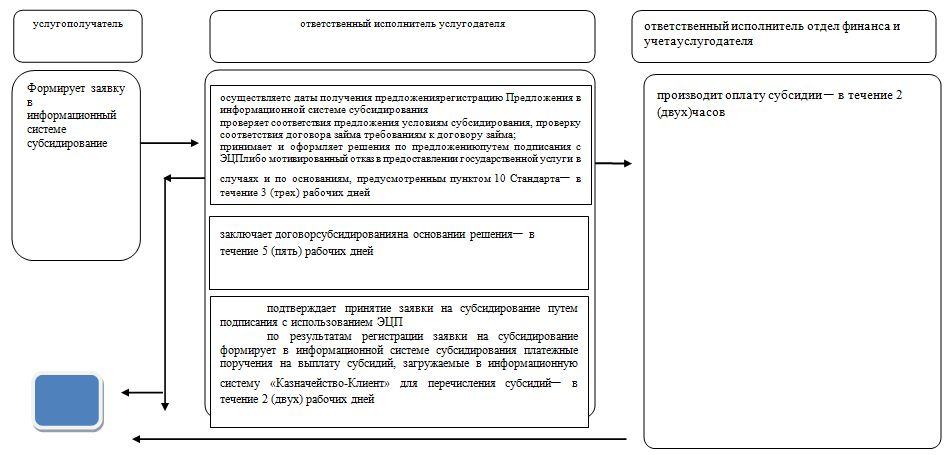 услугополучатель
ответственный исполнитель услугодателя
ответственный исполнитель отдел финанса и
учетауслугодателя
Формирует заявку
в
информационный
системе
субсидирование
осуществляетс даты получения предложениярегистрацию Предложения в
информационной системе субсидирования
проверяет соответствия предложения условиям субсидирования, проверку
соответствия договора займа требованиям к договору займа;
принимает и оформляет решения по предложениюпутем подписания с
ЭЦПлибо мотивированный отказ в предоставлении государственной услуги в
случаях и по основаниям, предусмотренным пунктом 10 Стандарта— в
течение 3 (трех) рабочих дней
заключает договорсубсидированияна основании решения— в
течение 5 (пять) рабочих дней
подтверждает принятие заявки на субсидирование путем
подписания с использованием ЭЦП
по результатам регистрации заявки на субсидирование
формирует в информационной системе субсидирования платежные
поручения на выплату субсидий, загружаемые в информационную
систему «Казначейство-Клиент» для перечисления субсидий— в
течение 2 (двух) рабочих дней
производит оплату субсидии— в течение 2
(двух)часов